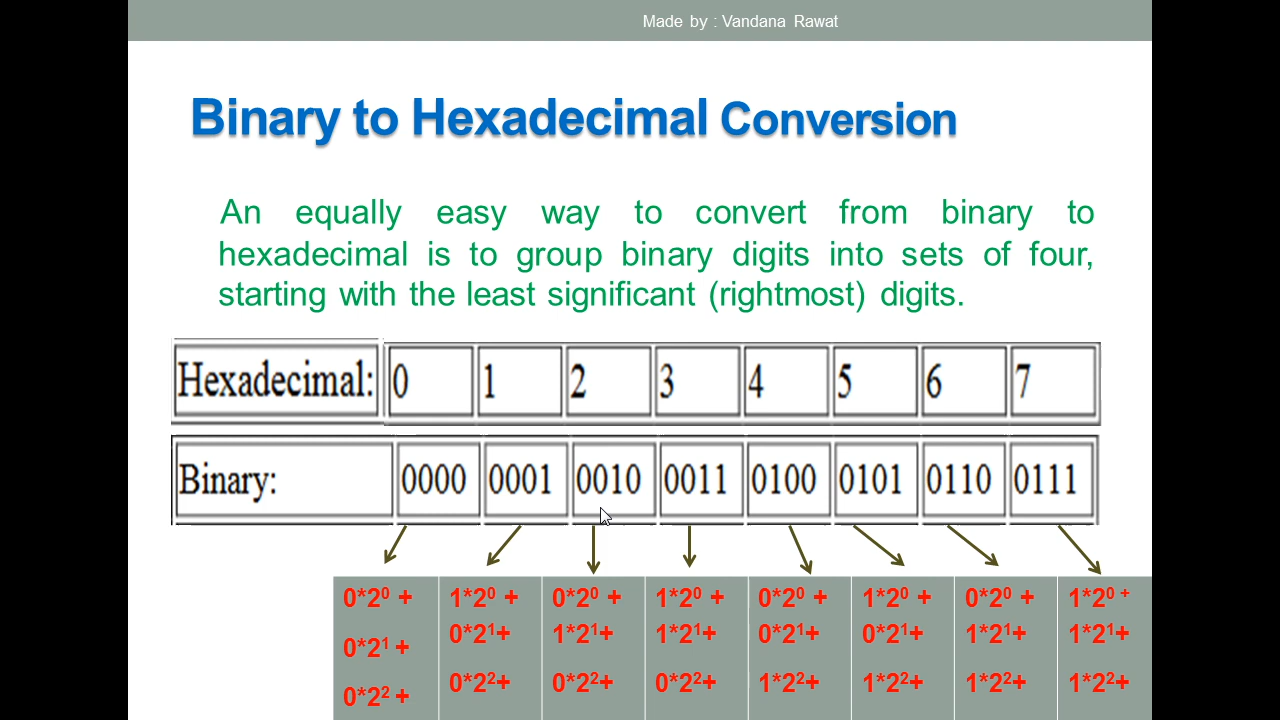 Made by : Vandana Rawat
Binary to Hexadecimal Conversion
An equally easy way to convert from binary to
hexadecimal is to group binary digits into sets of four,
starting with the least significant (rightmost) digits.
Hexadecimal: 0 1 2 3 4 5 6 7
Binary: 0000 0001 0010 0011 0100 0101 0110 0111
0*2⁰ + 1*2⁰ + 0*2⁰ + 1*2⁰ + 0*2⁰ + 1*2⁰ + 0*2⁰ + 1*2⁰ ⁺
0*2¹ + 0*2¹+ 1*2¹+ 1*2¹+ 0*2¹+ 0*2¹+ 1*2¹+ 1*2¹+
0*2² + 0*2²+ 0*2²+ 0*2²+ 1*2²+ 1*2²+ 1*2²+ 1*2²+